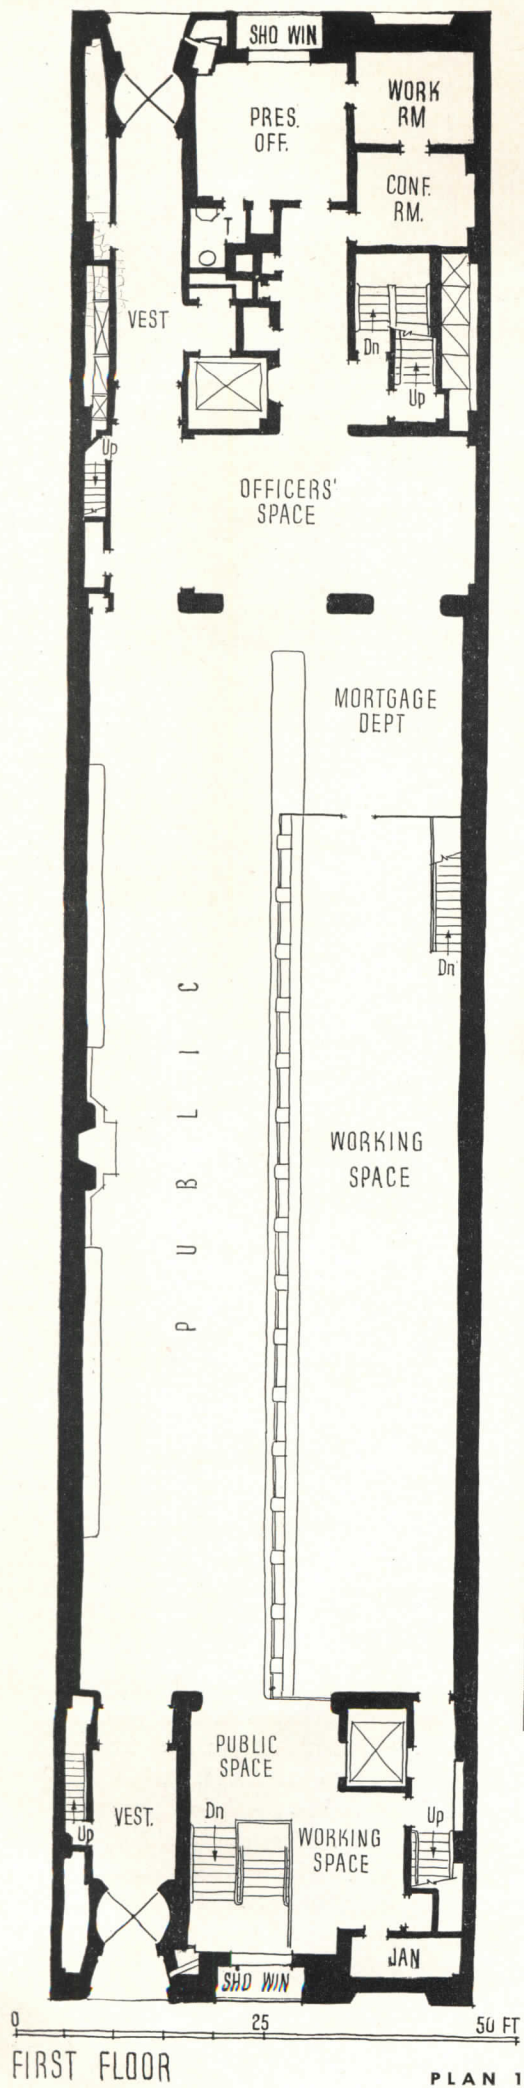 SHO WIN
PRES.
OFF.
WORK
RM
CONF.
RM.
T
VEST
Dn
Up
Up
OFFICERS'
SPACE
MORTGAGE
DEPT
Dn
PUBLIC
WORKING
SPACE
PUBLIC
SPACE
Dn
Up
VEST.
WORKING
SPACE
Up
JAN
SHO WIN
0 25 50 FT
FIRST FLOOR
PLAN 1